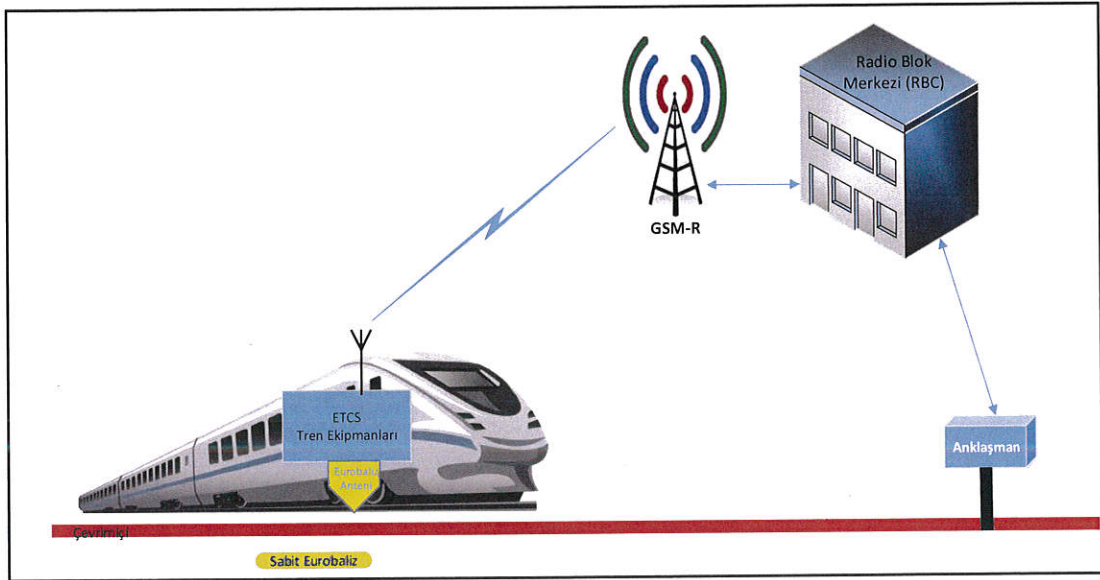 Radio Blok
Merkezi (RBC)
GSM-R
ETCS
Tren Ekipmanları
Eurobaliz
Anteni
Anklaşman
Çevrimiçi
Sabit Eurobaliz